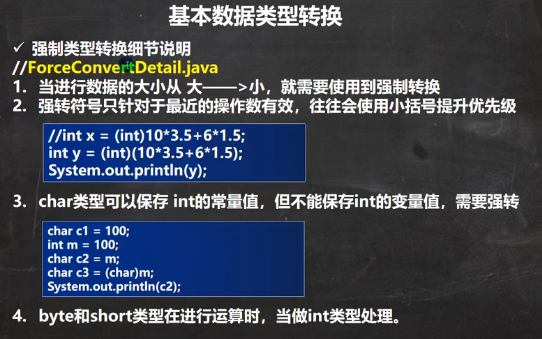 基本数据类型转换
✓ 强制类型转换细节说明
//ForceConvertDetail.java
1. 当进行数据的大小从 大——>小，就需要使用到强制转换
2. 强转符号只针对于最近的操作数有效，往往会使用小括号提升优先级
//int x = (int)10*3.5+6*1.5;
int y = (int)(10*3.5+6*1.5);
System.out.println(y);
3. char类型可以保存 int的常量值，但不能保存int的变量值，需要强转
char c1 = 100;
int m = 100;
char c2 = m;
char c3 = (char)m;
System.out.println(c2);
4. byte和short类型在进行运算时，当做int类型处理。